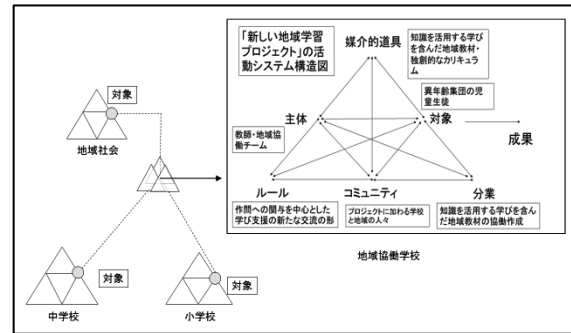 「新しい地域学習
プロジェクト」の活
動システム構造図
媒介的道具
知識を活用する学び
を含んだ地域教材・
独創的なカリキュ
ラム
異年齢集団の児
童生徒
主体
対象
成果
教師・地域協
働チーム
ルール
コミュニティ
分業
作問への関与を中心とした
学び支援の新たな交流の形
プロジェクトに加わる学校
と地域の人々
知識を活用する学びを含ん
だ地域教材の協働作成
地域協働学校
対象
地域社会
対象
中学校
対象
小学校